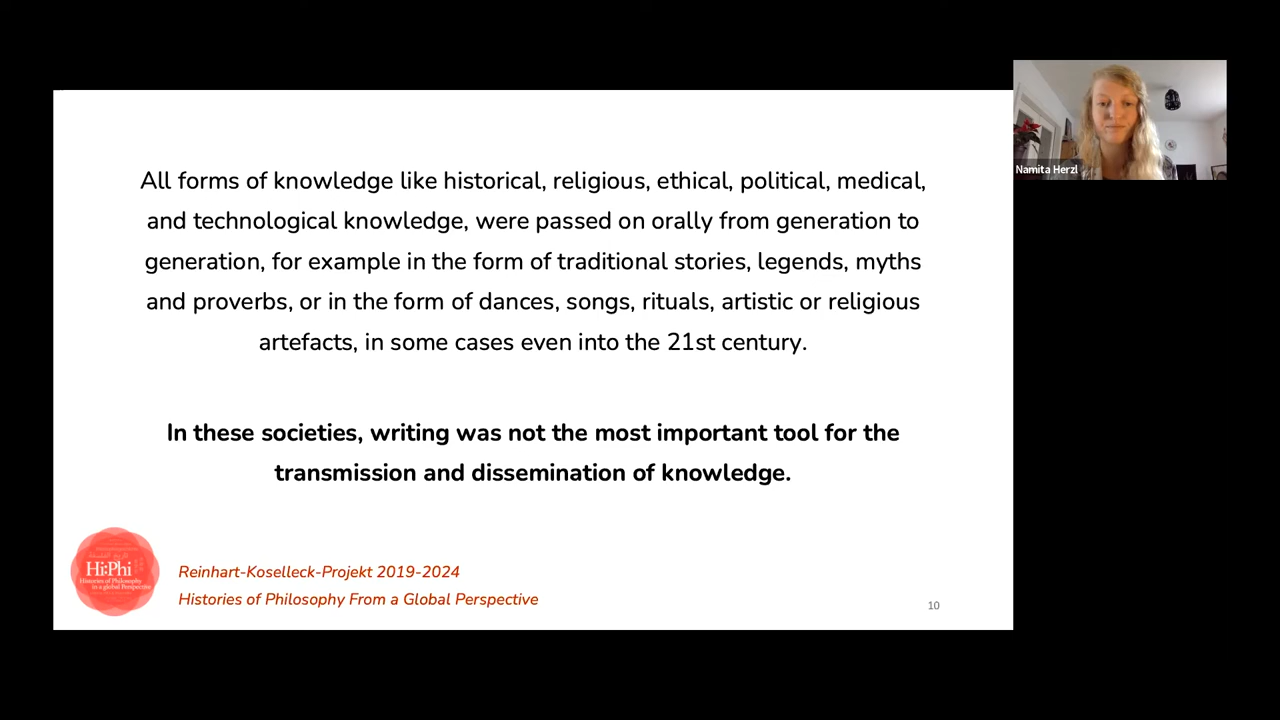 All forms of knowledge like historical, religious, ethical, political, medical,
and technological knowledge, were passed on orally from generation to
generation, for example in the form of traditional stories, legends, myths
and proverbs, or in the form of dances, songs, rituals, artistic or religious
artefacts, in some cases even into the 21st century.
In these societies, writing was not the most important tool for the
transmission and dissemination of knowledge.
Hi:Phi
Histories of Philosophy
in a global Perspective
Reinhart-Koselleck-Projekt 2019-2024
Histories of Philosophy From a Global Perspective
10
Namita Herzl